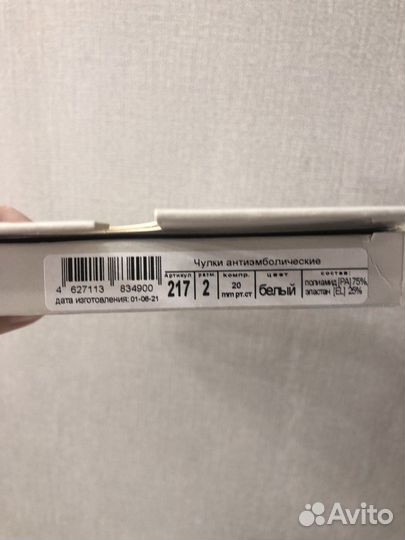 Чулки антиэмболические
Артикул разм компр. цвет состав
217 2 20 mm рт.ст белый полиамид [PA] 75%, эластан [EL] 25%
4 627113 834900
дата изготовления: 01-06-21
Avito